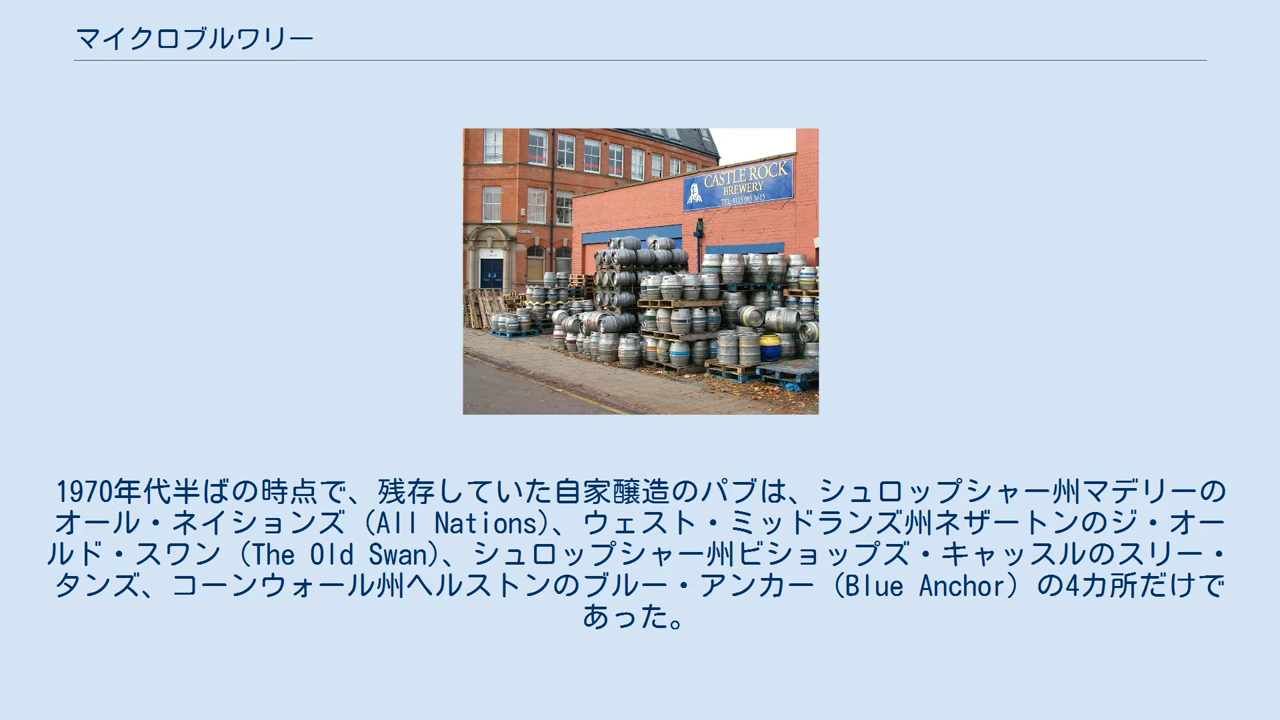 マイクロブルワリー
CASTLE ROCK
BREWERY
TEL: 0115 985 1615
1970年代半ばの時点で、残存していた自家醸造のパブは、シュロップシャー州マデリーの
オール・ネイションズ（All Nations）、ウェスト・ミッドランズ州ネザートンのジ・オー
ルド・スワン（The Old Swan）、シュロップシャー州ビショップズ・キャッスルのスリー・
タンズ、コーンウォール州ヘルストンのブルー・アンカー（Blue Anchor）の4カ所だけで
あった。